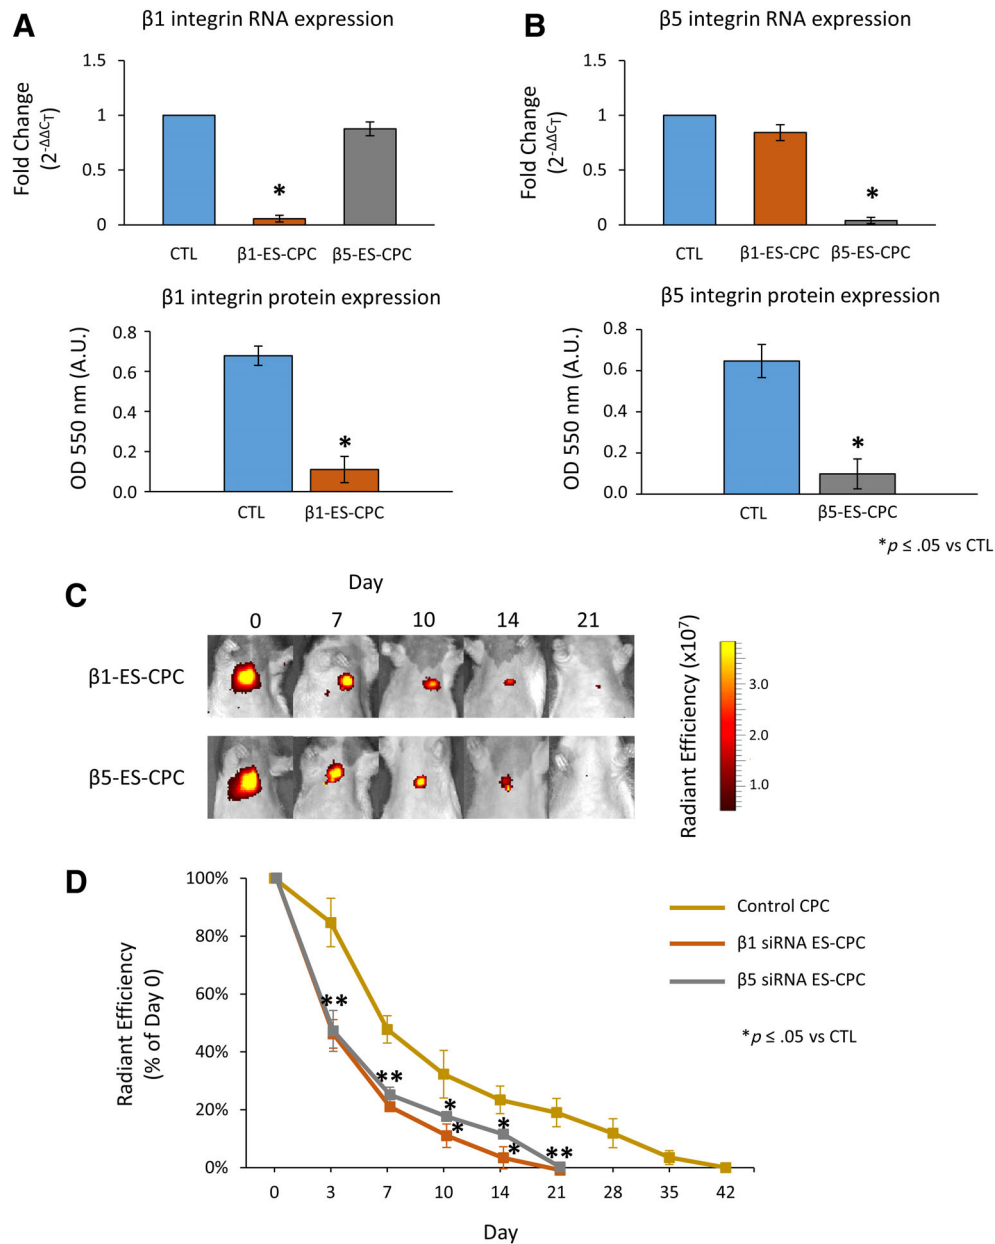 A
β1 integrin RNA expression
Fold Change
(2^-ΔΔC_T)
1.5
1
0.5
0
*
CTL
β1-ES-CPC
β5-ES-CPC
β1 integrin protein expression
OD 550 nm (A.U.)
0.8
0.6
0.4
0.2
0.0
*
CTL
β1-ES-CPC
B
β5 integrin RNA expression
Fold Change
(2^-ΔΔC_T)
1.5
1
0.5
0
*
CTL
β1-ES-CPC
β5-ES-CPC
β5 integrin protein expression
OD 550 nm (A.U.)
0.8
0.6
0.4
0.2
0.0
*
CTL
β5-ES-CPC
*p ≤ .05 vs CTL
C
Day
0 7 10 14 21
β1-ES-CPC
β5-ES-CPC
Radiant Efficiency (x10⁷)
3.0
2.0
1.0
D
Radiant Efficiency
(% of Day 0)
100%
80%
60%
40%
20%
0%
**
**
*
*
*
*
**
0 3 7 10 14 21 28 35 42
Day
Control CPC
β1 siRNA ES-CPC
β5 siRNA ES-CPC
*p ≤ .05 vs CTL